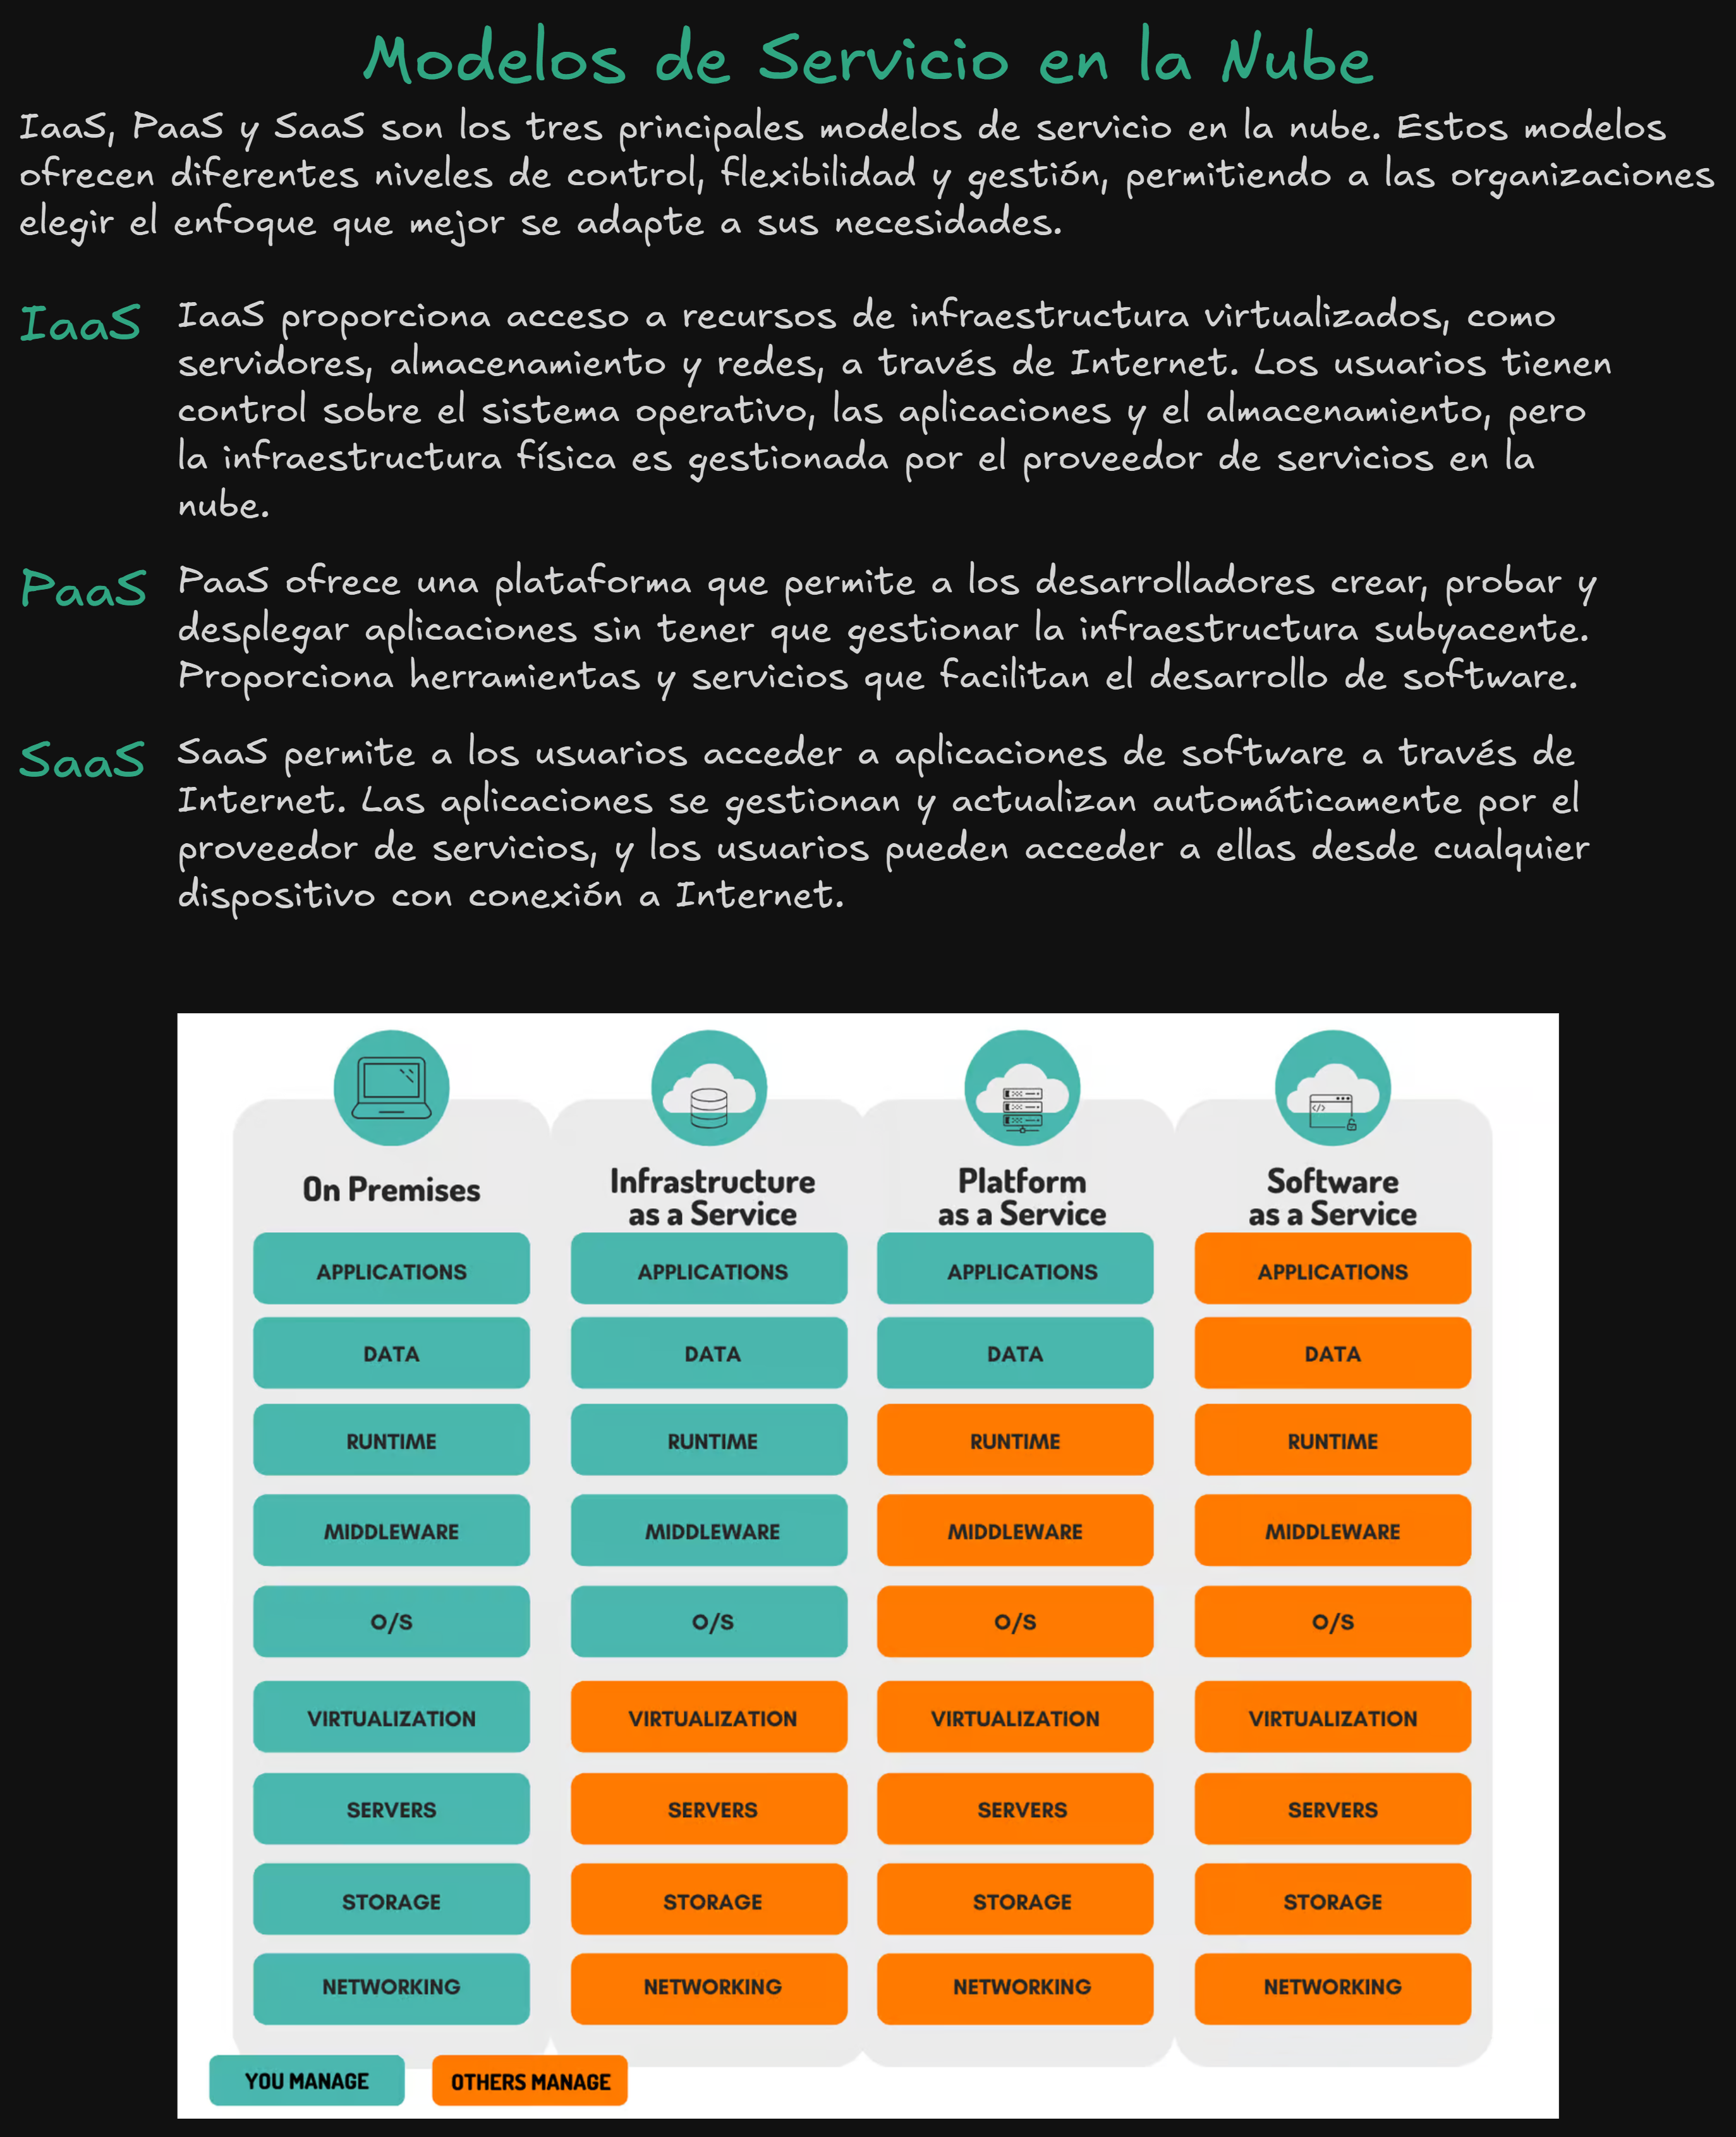 Modelos de Servicio en la Nube
IaaS, PaaS y SaaS son los tres principales modelos de servicio en la nube. Estos modelos
ofrecen diferentes niveles de control, flexibilidad y gestión, permitiendo a las organizaciones
elegir el enfoque que mejor se adapte a sus necesidades.
IaaS
IaaS proporciona acceso a recursos de infraestructura virtualizados, como
servidores, almacenamiento y redes, a través de Internet. Los usuarios tienen
control sobre el sistema operativo, las aplicaciones y el almacenamiento, pero
la infraestructura física es gestionada por el proveedor de servicios en la
nube.
PaaS
PaaS ofrece una plataforma que permite a los desarrolladores crear, probar y
desplegar aplicaciones sin tener que gestionar la infraestructura subyacente.
Proporciona herramientas y servicios que facilitan el desarrollo de software.
SaaS
SaaS permite a los usuarios acceder a aplicaciones de software a través de
Internet. Las aplicaciones se gestionan y actualizan automáticamente por el
proveedor de servicios, y los usuarios pueden acceder a ellas desde cualquier
dispositivo con conexión a Internet.
On Premises
APPLICATIONS
DATA
RUNTIME
MIDDLEWARE
O/S
VIRTUALIZATION
SERVERS
STORAGE
NETWORKING
Infrastructure
as a Service
APPLICATIONS
DATA
RUNTIME
MIDDLEWARE
O/S
VIRTUALIZATION
SERVERS
STORAGE
NETWORKING
Platform
as a Service
APPLICATIONS
DATA
RUNTIME
MIDDLEWARE
O/S
VIRTUALIZATION
SERVERS
STORAGE
NETWORKING
Software
as a Service
APPLICATIONS
DATA
RUNTIME
MIDDLEWARE
O/S
VIRTUALIZATION
SERVERS
STORAGE
NETWORKING
YOU MANAGE
OTHERS MANAGE